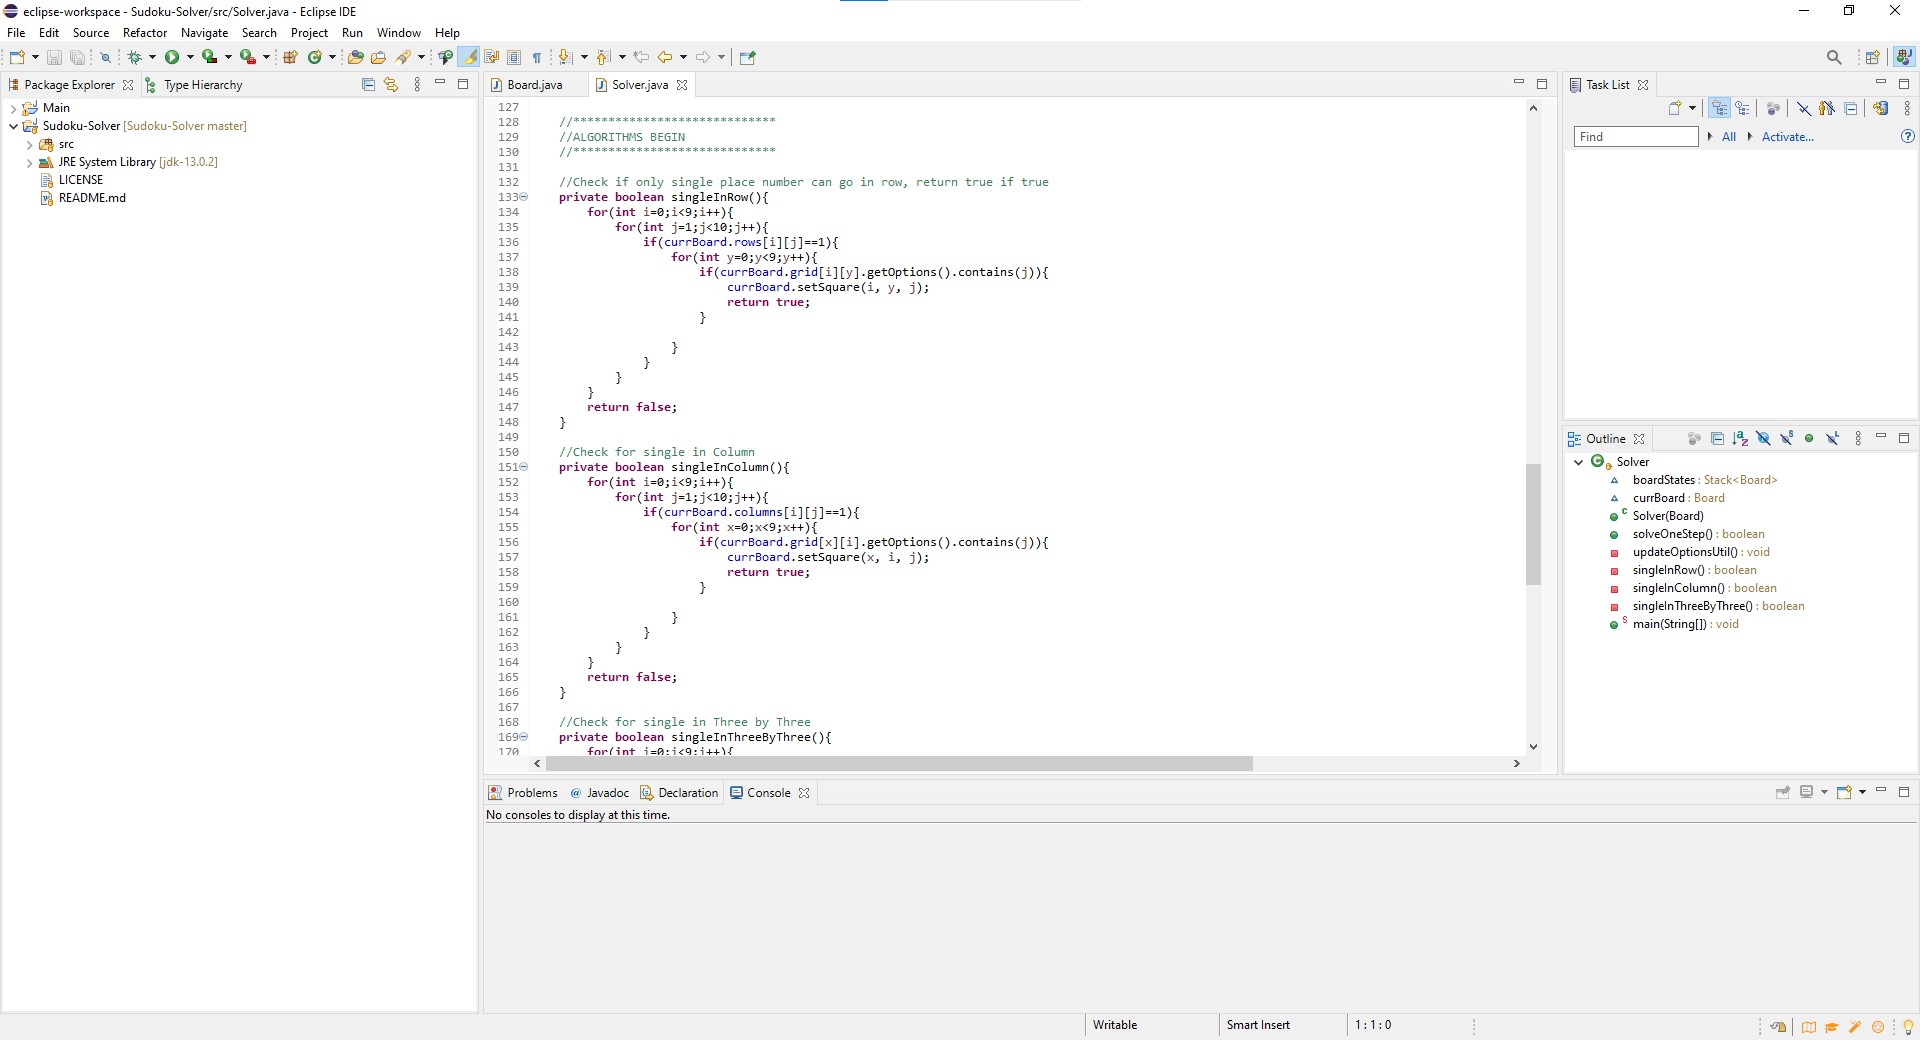 eclipse-workspace - Sudoku-Solver/src/Solver.java - Eclipse IDE
File Edit Source Refactor Navigate Search Project Run Window Help
Package Explorer Type Hierarchy
Main
Sudoku-Solver [Sudoku-Solver master]
src
JRE System Library [jdk-13.0.2]
LICENSE
README.md
Board.java Solver.java
127
128 //*****************************
129 //ALGORITHMS BEGIN
130 //*****************************
131
132 //Check if only single place number can go in row, return true if true
133 private boolean singleInRow(){
134 for(int i=0;i<9;i++){
135 for(int j=1;j<10;j++){
136 if(currBoard.rows[i][j]==1){
137 for(int y=0;y<9;y++){
138 if(currBoard.grid[i][y].getOptions().contains(j)){
139 currBoard.setSquare(i, y, j);
140 return true;
141 }
142
143 }
144 }
145 }
146 }
147 return false;
148 }
149
150 //Check for single in Column
151 private boolean singleInColumn(){
152 for(int i=0;i<9;i++){
153 for(int j=1;j<10;j++){
154 if(currBoard.columns[i][j]==1){
155 for(int x=0;x<9;x++){
156 if(currBoard.grid[x][i].getOptions().contains(j)){
157 currBoard.setSquare(x, i, j);
158 return true;
159 }
160
161 }
162 }
163 }
164 }
165 return false;
166 }
167
168 //Check for single in Three by Three
169 private boolean singleInThreeByThree(){
170 for(int i=0;i<9;i++){
Problems Javadoc Declaration Console
No consoles to display at this time.
Task List
Find All Activate...
Outline
Solver
boardStates : Stack<Board>
currBoard : Board
Solver(Board)
solveOneStep() : boolean
updateOptionsUtil() : void
singleInRow() : boolean
singleInColumn() : boolean
singleInThreeByThree() : boolean
main(String[]) : void
Writable Smart Insert 1 : 1 : 0